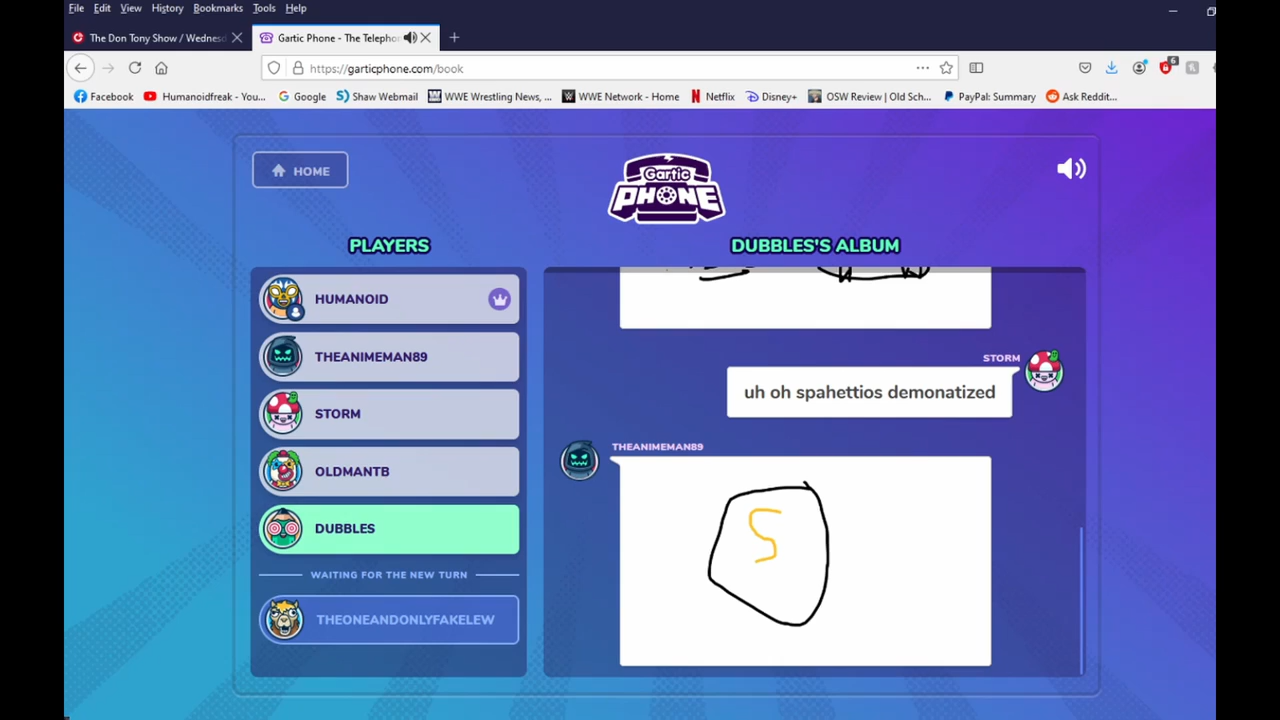 File Edit View History Bookmarks Tools Help
The Don Tony Show / Wednesd
Gartic Phone - The Telepho
https://garticphone.com/book
Facebook
Humanoidfreak - You...
Google
Shaw Webmail
WWE Wrestling News, ...
WWE Network - Home
Netflix
Disney+
OSW Review | Old Sch...
PayPal: Summary
Ask Reddit...
6
HOME
Gartic
PHONE
PLAYERS
DUBBLES'S ALBUM
HUMANOID
THEANIMEMAN89
STORM
OLDMANTB
DUBBLES
WAITING FOR THE NEW TURN
THEONEANDONLYFAKELEW
STORM
uh oh spahettios demonatized
THEANIMEMAN89
S